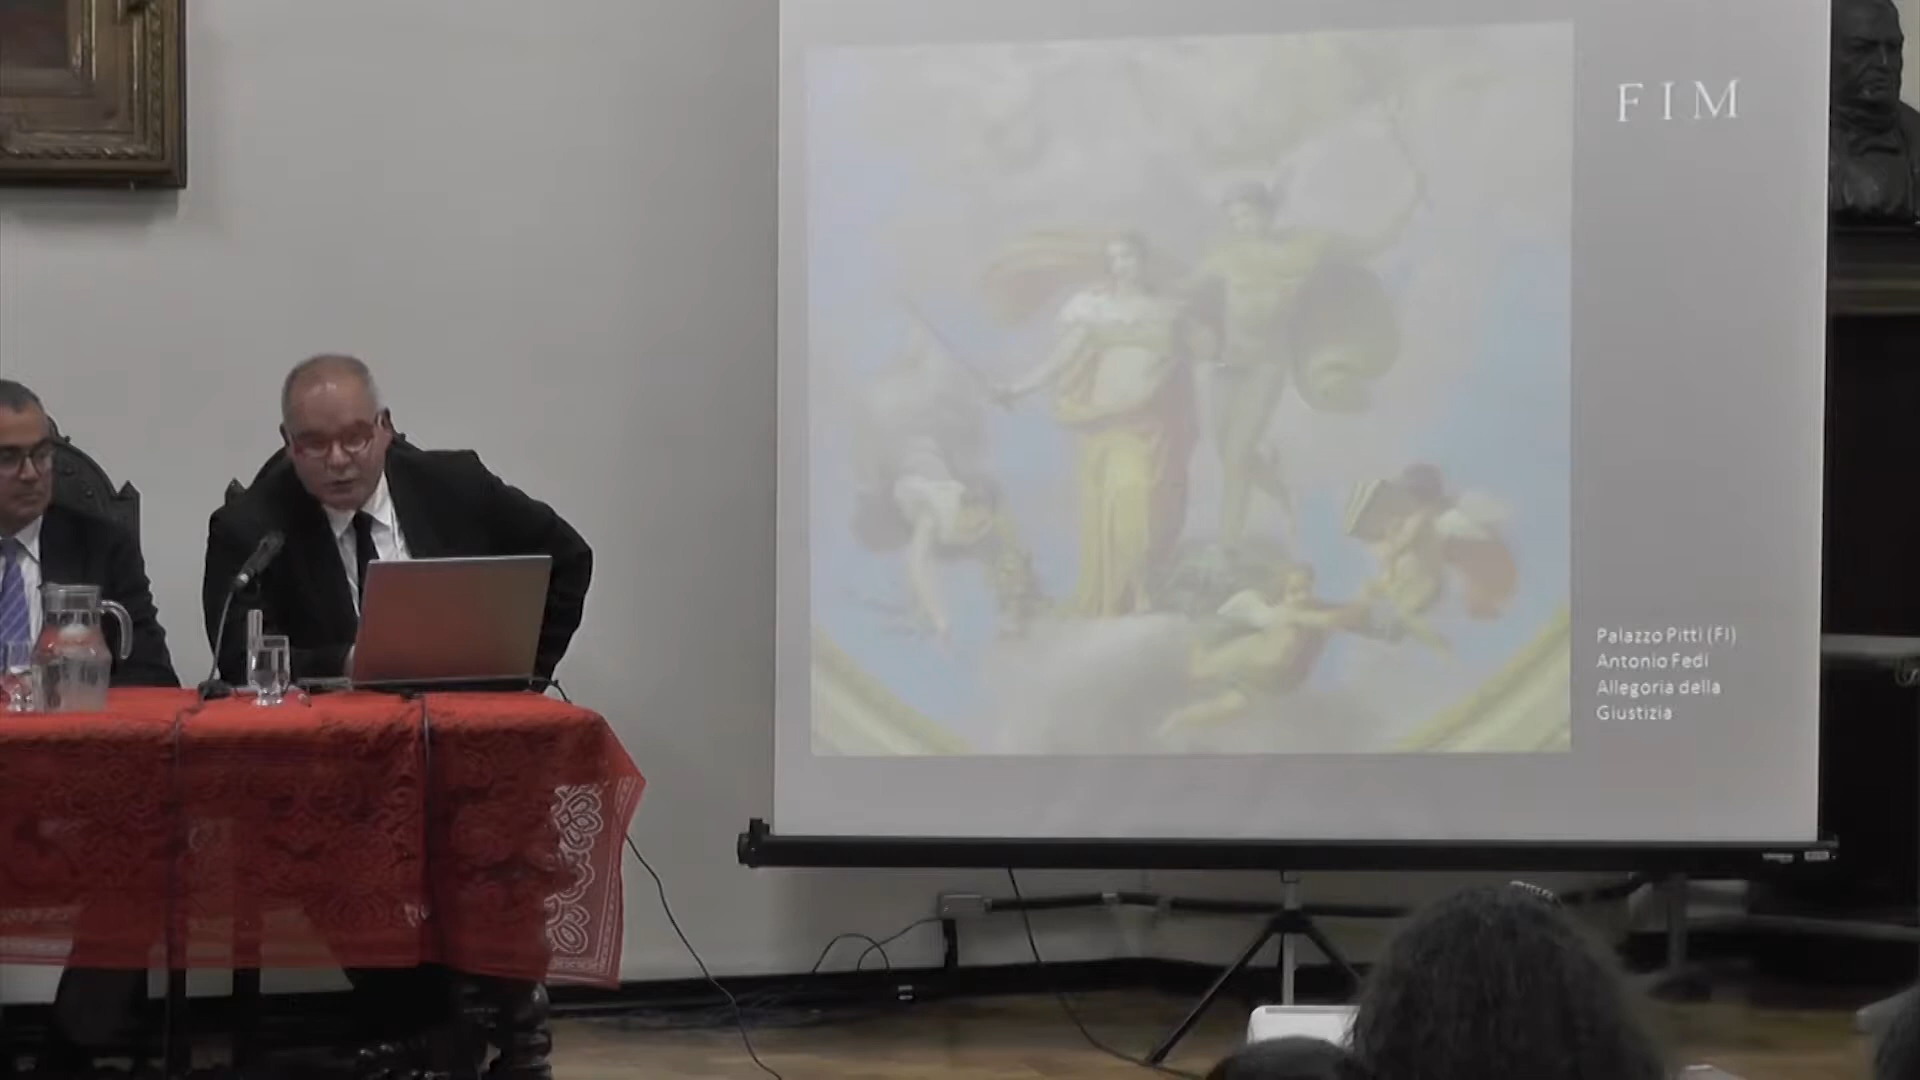 FIM
Palazzo Pitti (FI)
Antonio Fedi
Allegoria della
Giustizia